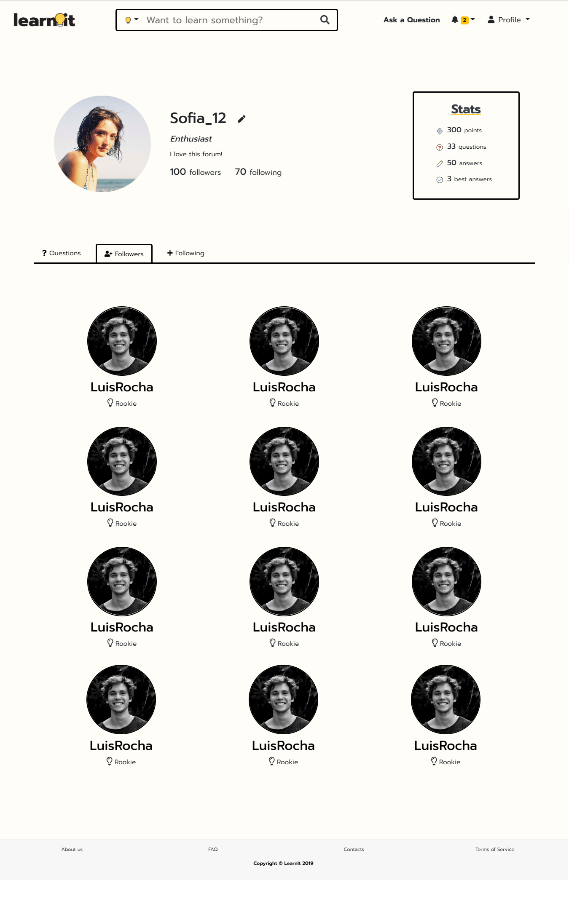 learnit
Want to learn something?
Ask a Question
2
Profile
Sofia_12
Enthusiast
I love this forum!
100 followers 70 following
Stats
300 points
33 questions
50 answers
3 best answers
? Questions
Followers
+ Following
LuisRocha LuisRocha LuisRocha
Rookie Rookie Rookie
LuisRocha LuisRocha LuisRocha
Rookie Rookie Rookie
LuisRocha LuisRocha LuisRocha
Rookie Rookie Rookie
LuisRocha LuisRocha LuisRocha
Rookie Rookie Rookie
About us FAQ Contacts Terms of Service
Copyright © Learnit 2019